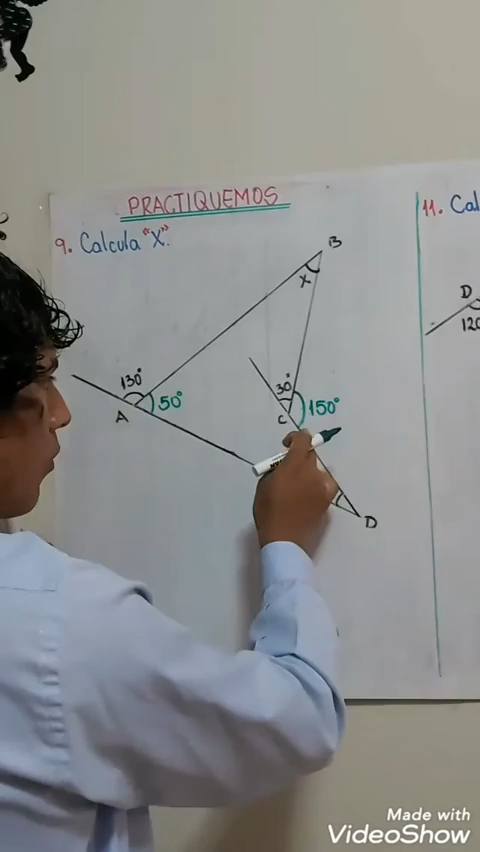 PRACTIQUEMOS
9. Calcula "X".
B
X
130°
A
50°
30°
C
150°
D
11. Cal
D
120
Made with
VideoShow